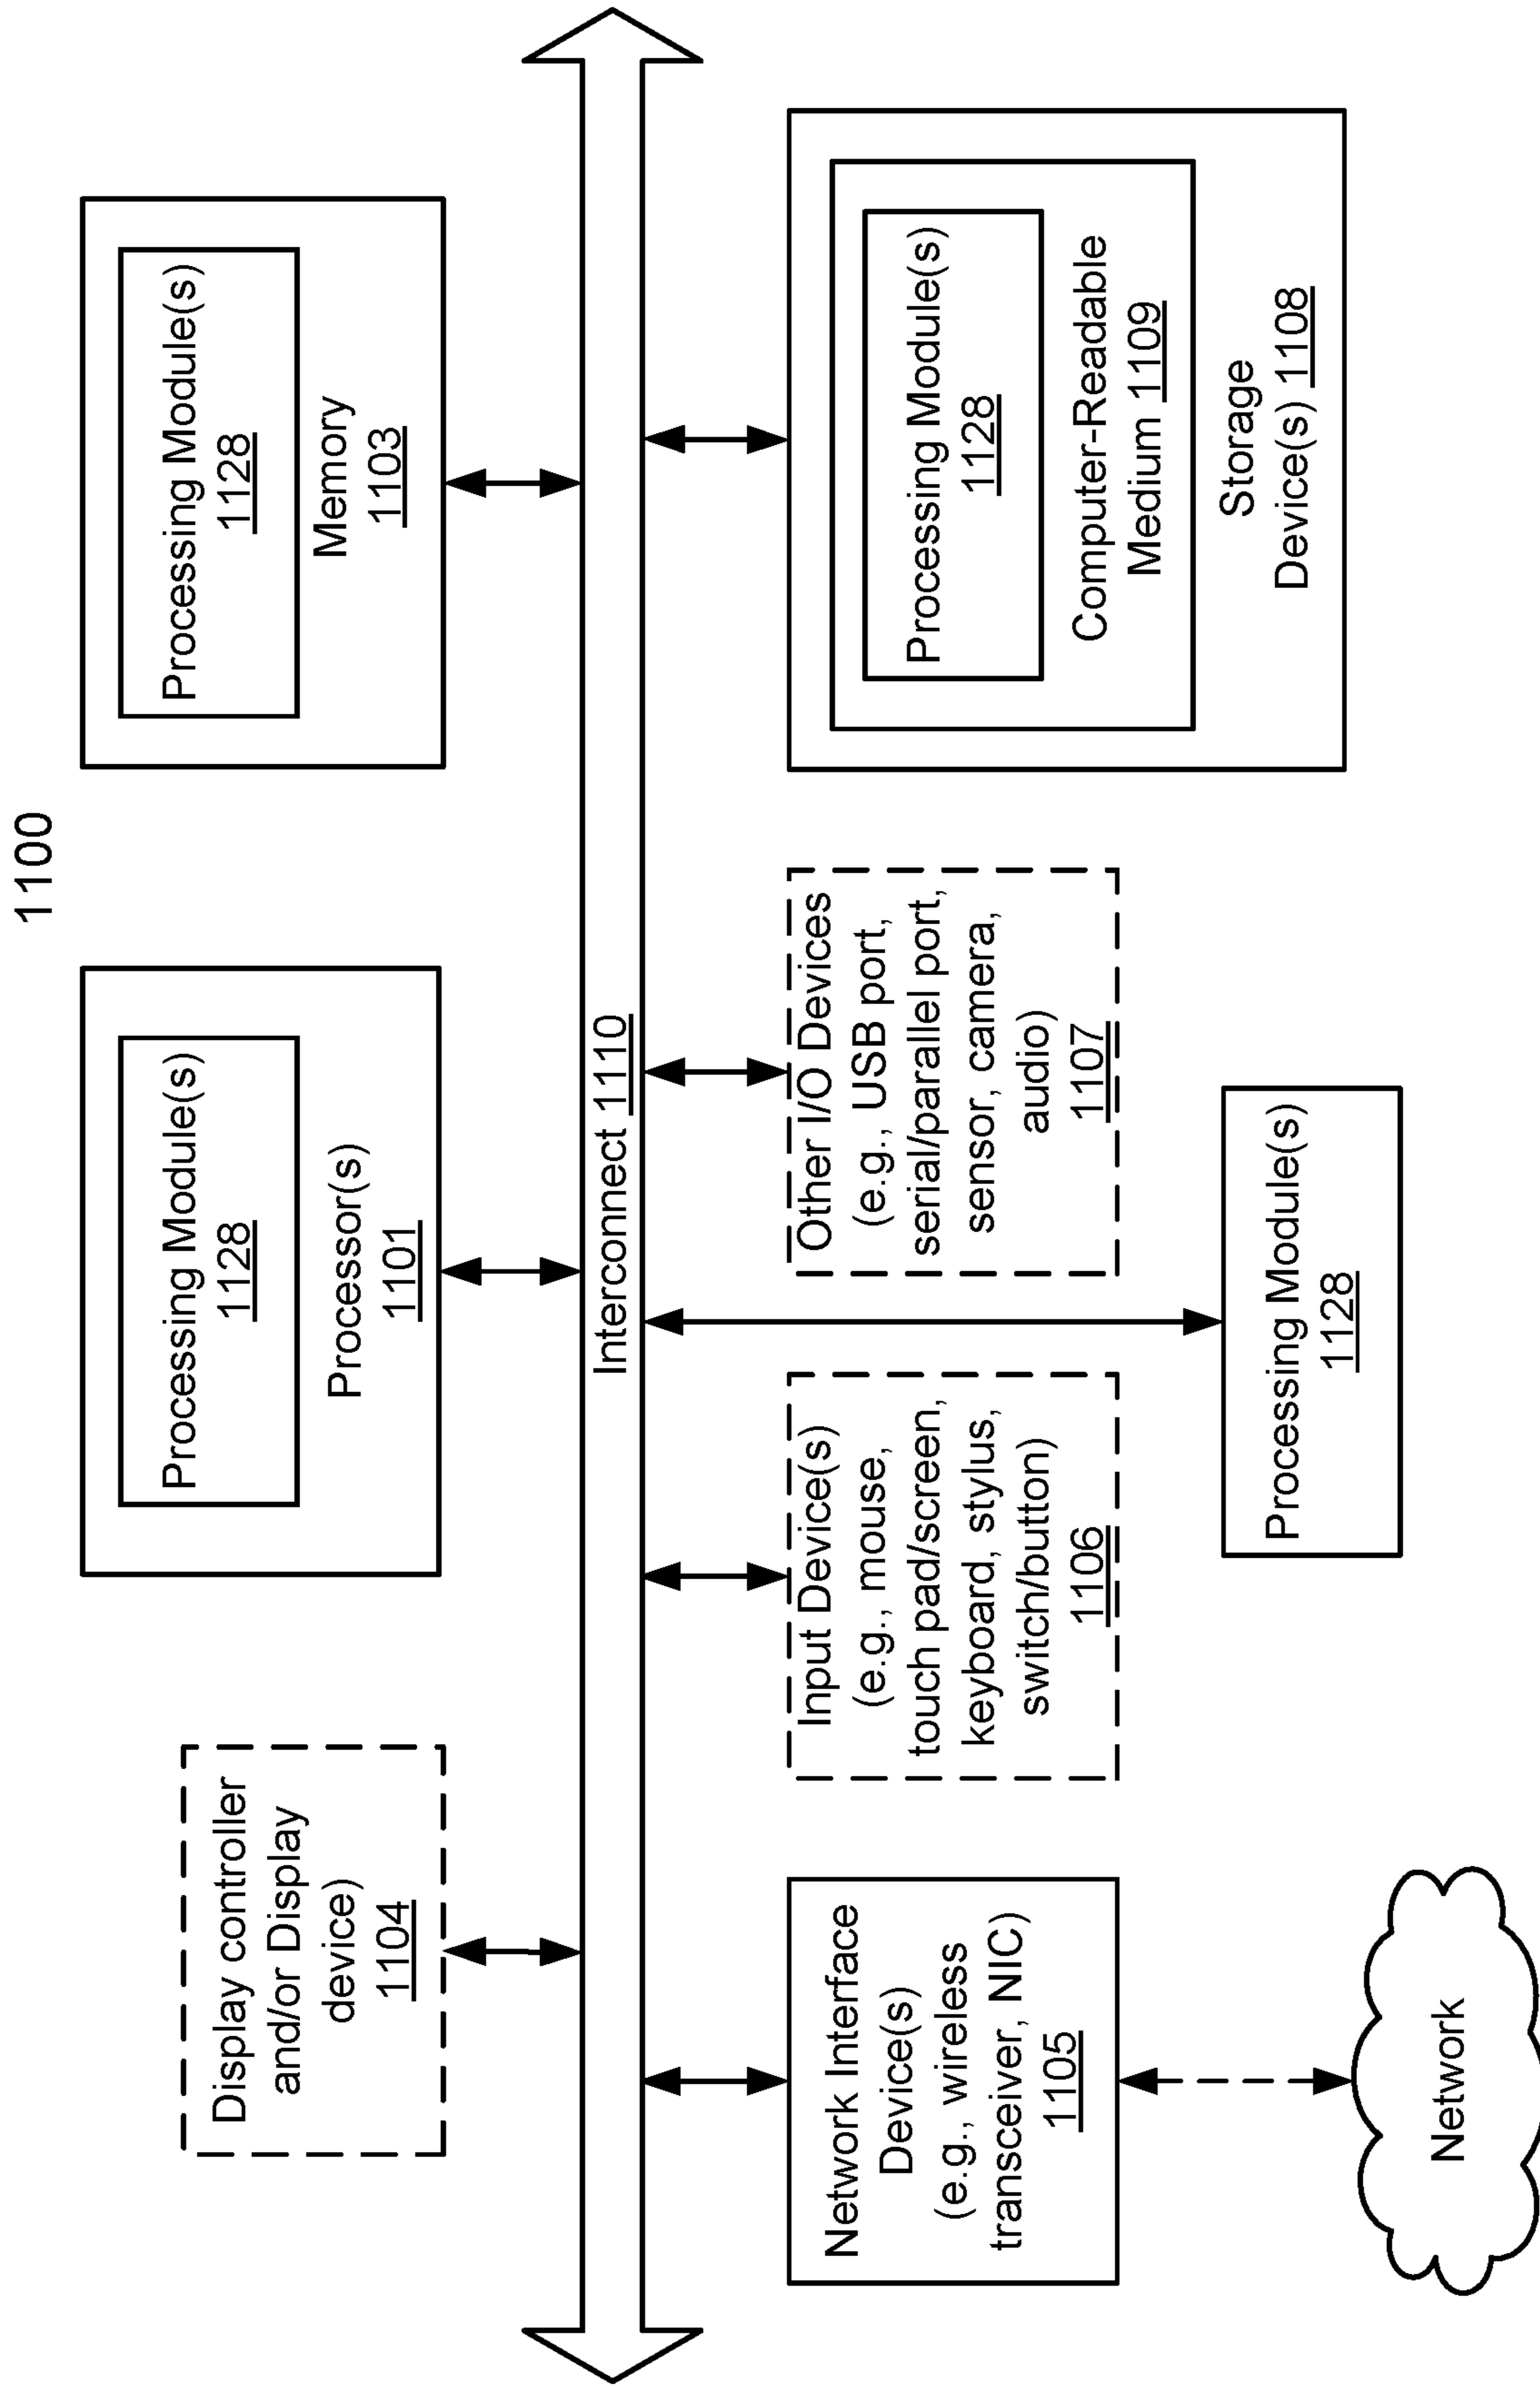 1100
Display controller
and/or Display
device)
1104
Processing Module(s)
1128
Processor(s)
1101
Processing Module(s)
1128
Memory
1103
Interconnect 1110
Network Interface
Device(s)
(e.g., wireless
transceiver, NIC)
1105
Input Device(s)
(e.g., mouse,
touch pad/screen,
keyboard, stylus,
switch/button)
1106
Other I/O Devices
(e.g., USB port,
serial/parallel port,
sensor, camera,
audio)
1107
Processing Module(s)
1128
Computer-Readable
Medium 1109
Storage
Device(s) 1108
Processing Module(s)
1128
Network